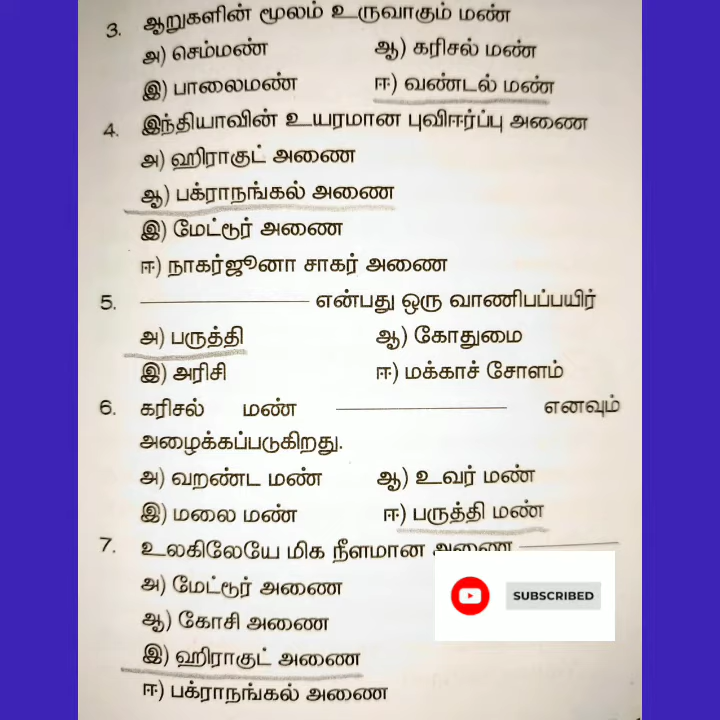 3. ஆறுகளின் மூலம் உருவாகும் மண்
அ) செம்மண் ஆ) கரிசல் மண்
இ) பாலைமண் ஈ) வண்டல் மண்
4. இந்தியாவின் உயரமான புவிஈர்ப்பு அணை
அ) ஹிராகுட் அணை
ஆ) பக்ராநங்கல் அணை
இ) மேட்டூர் அணை
ஈ) நாகர்ஜூனா சாகர் அணை
5. ____________ என்பது ஒரு வாணிபப்பயிர்
அ) பருத்தி ஆ) கோதுமை
இ) அரிசி ஈ) மக்காச் சோளம்
6. கரிசல் மண் ____________ எனவும்
அழைக்கப்படுகிறது.
அ) வறண்ட மண் ஆ) உவர் மண்
இ) மலை மண் ஈ) பருத்தி மண்
7. உலகிலேயே மிக நீளமான அணை ____________
அ) மேட்டூர் அணை
SUBSCRIBED
ஆ) கோசி அணை
இ) ஹிராகுட் அணை
ஈ) பக்ராநங்கல் அணை